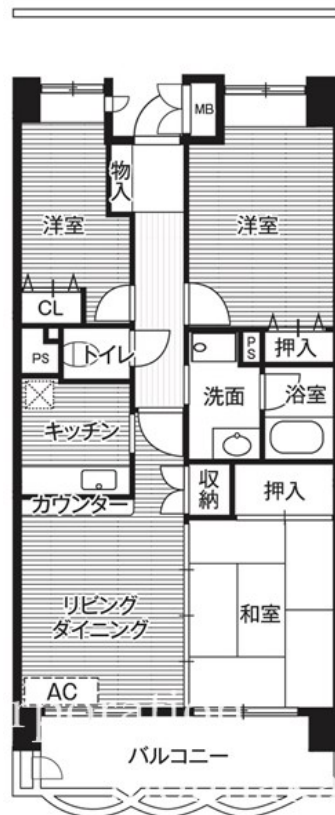 MB
物入
洋室
洋室
CL
PS
トイレ
PS
押入
洗面
浴室
キッチン
カウンター
収納
押入
リビング
ダイニング
和室
AC
バルコニー